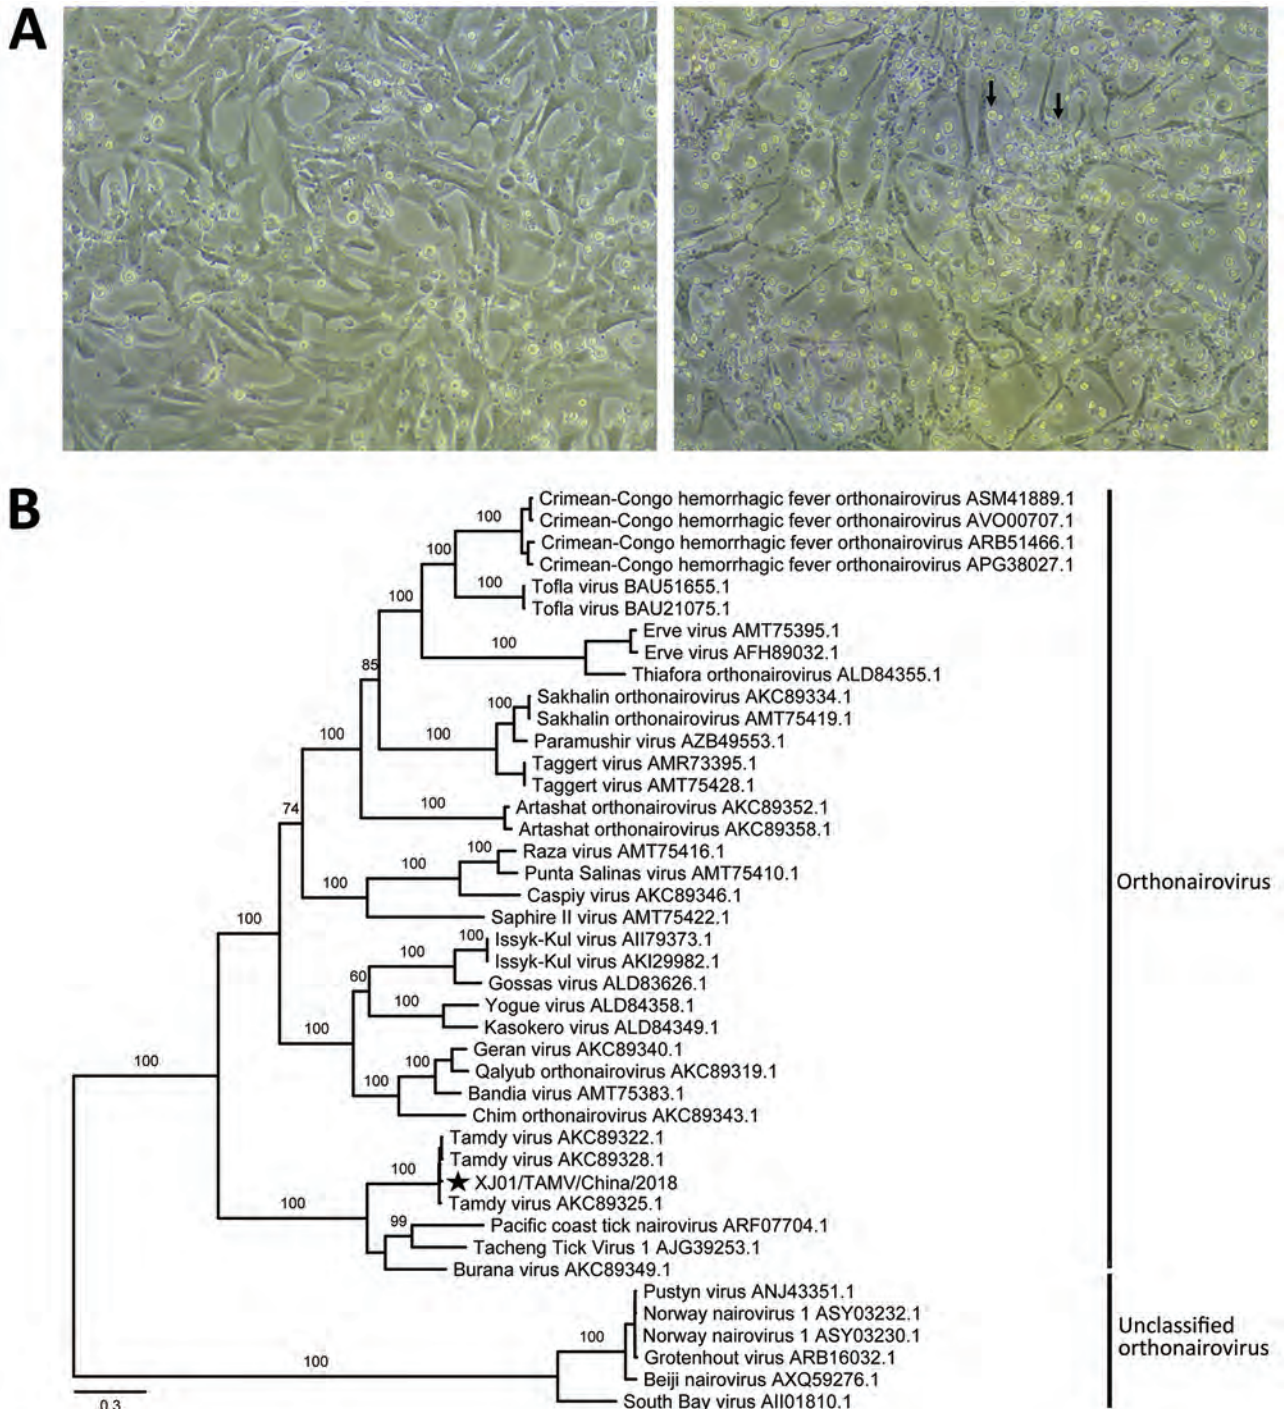 A
B
100
Crimean-Congo hemorrhagic fever orthonairovirus ASM41889.1
Crimean-Congo hemorrhagic fever orthonairovirus AVO00707.1
Crimean-Congo hemorrhagic fever orthonairovirus ARB51466.1
100
Crimean-Congo hemorrhagic fever orthonairovirus APG38027.1
100
Tofla virus BAU51655.1
100
Tofla virus BAU21075.1
Erve virus AMT75395.1
100
Erve virus AFH89032.1
85
Thiafora orthonairovirus ALD84355.1
100
Sakhalin orthonairovirus AKC89334.1
Sakhalin orthonairovirus AMT75419.1
100
100
Paramushir virus AZB49553.1
Taggert virus AMR73395.1
Taggert virus AMT75428.1
74
100
Artashat orthonairovirus AKC89352.1
Artashat orthonairovirus AKC89358.1
100
Raza virus AMT75416.1
100
Punta Salinas virus AMT75410.1
100
Caspiy virus AKC89346.1
Orthonairovirus
100
Saphire II virus AMT75422.1
100
Issyk-Kul virus AII79373.1
100
Issyk-Kul virus AKI29982.1
60
Gossas virus ALD83626.1
100
Yogue virus ALD84358.1
100
Kasokero virus ALD84349.1
100
Geran virus AKC89340.1
100
100
Qalyub orthonairovirus AKC89319.1
Bandia virus AMT75383.1
Chim orthonairovirus AKC89343.1
Tamdy virus AKC89322.1
Tamdy virus AKC89328.1
100
★ XJ01/TAMV/China/2018
100
Tamdy virus AKC89325.1
99
Pacific coast tick nairovirus ARF07704.1
Tacheng Tick Virus 1 AJG39253.1
Burana virus AKC89349.1
Pustyn virus ANJ43351.1
Norway nairovirus 1 ASY03232.1
100
Norway nairovirus 1 ASY03230.1
Unclassified
orthonairovirus
100
Grotenhout virus ARB16032.1
Beiji nairovirus AXQ59276.1
South Bay virus AII01810.1
0.3